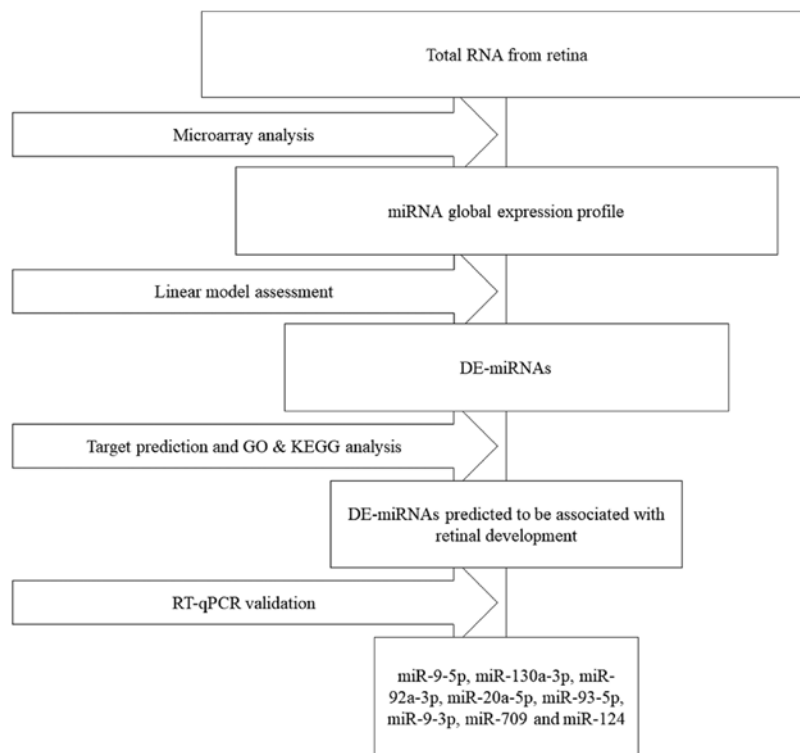 Total RNA from retina
Microarray analysis
miRNA global expression profile
Linear model assessment
DE-miRNAs
Target prediction and GO & KEGG analysis
DE-miRNAs predicted to be associated with
retinal development
RT-qPCR validation
miR-9-5p, miR-130a-3p, miR-
92a-3p, miR-20a-5p, miR-93-5p,
miR-9-3p, miR-709 and miR-124